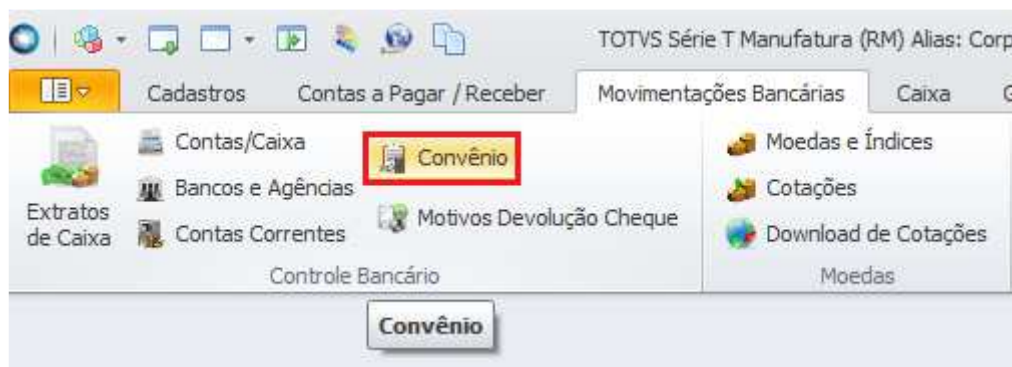 TOTVS Série T Manufatura (RM) Alias: Corp
Cadastros Contas a Pagar / Receber Movimentações Bancárias Caixa
Extratos de Caixa
Contas/Caixa
Bancos e Agências
Contas Correntes
Convênio
Motivos Devolução Cheque
Controle Bancário
Moedas e Índices
Cotações
Download de Cotações
Moedas
Convênio